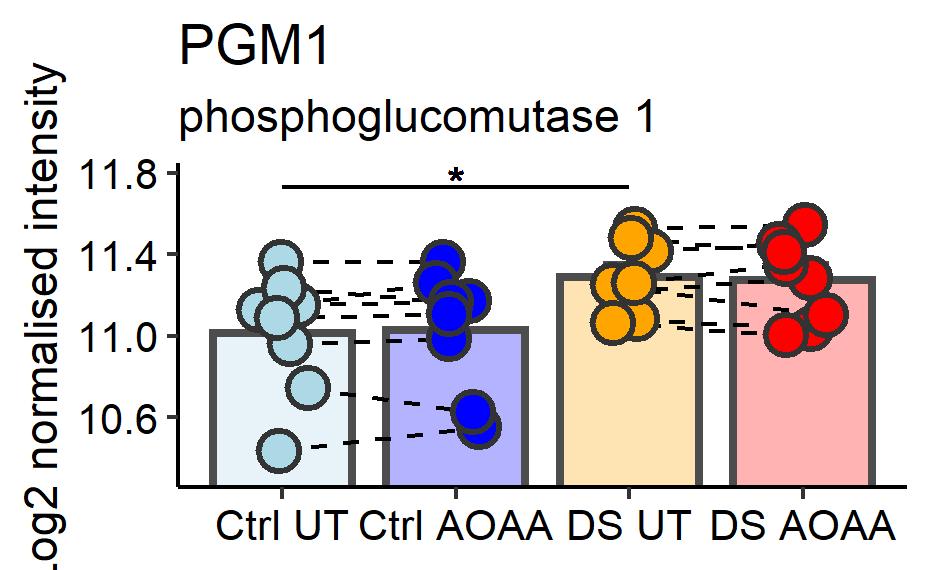 PGM1
phosphoglucomutase 1
.og2 normalised intensity
11.8
11.4
11.0
10.6
*
Ctrl UT Ctrl AOAA DS UT DS AOAA